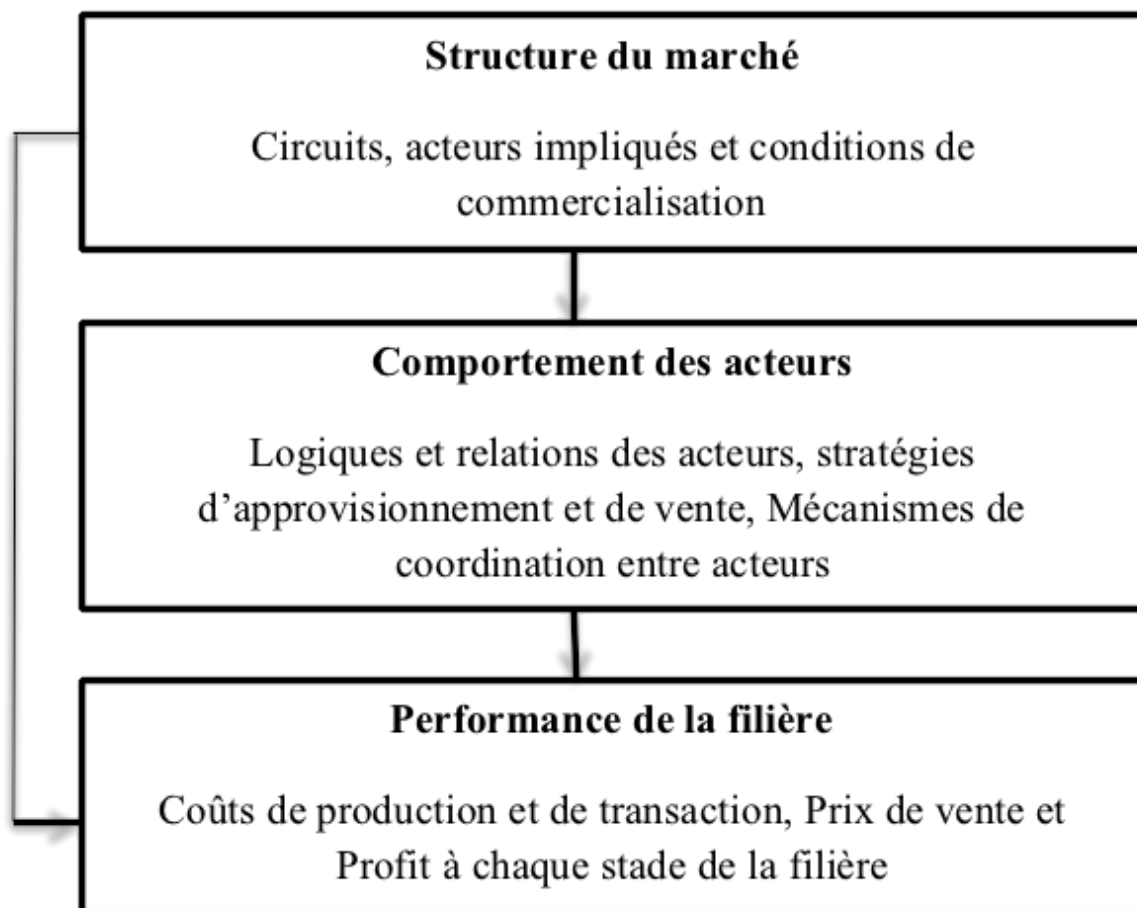 Structure du marché
Circuits, acteurs impliqués et conditions de
commercialisation
Comportement des acteurs
Logiques et relations des acteurs, stratégies
d’approvisionnement et de vente, Mécanismes de
coordination entre acteurs
Performance de la filière
Coûts de production et de transaction, Prix de vente et
Profit à chaque stade de la filière